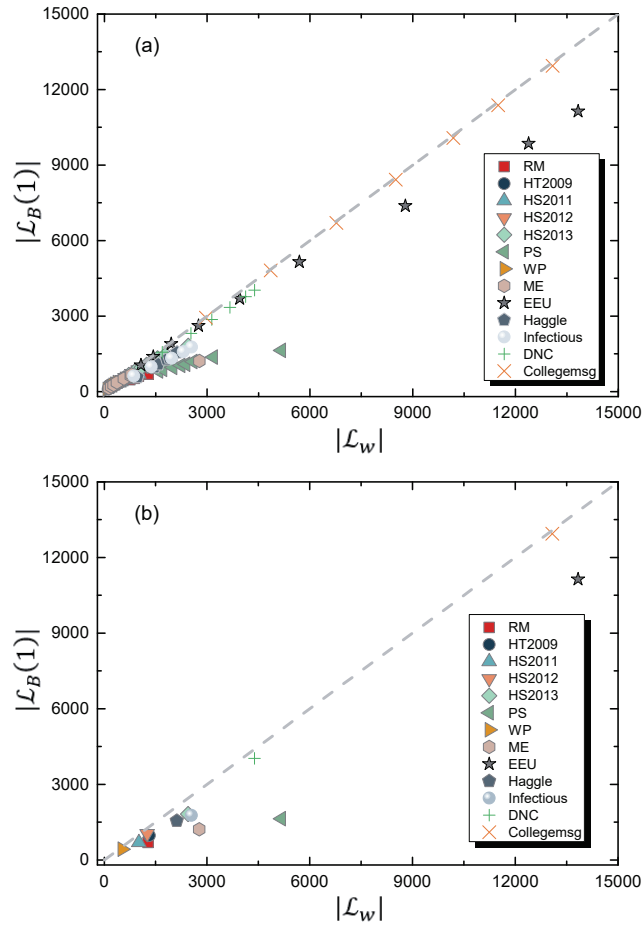 (a)
15000
12000
9000
6000
3000
0
|ℒ_B(1)|
RM
HT2009
HS2011
HS2012
HS2013
PS
WP
ME
EEU
Haggle
Infectious
DNC
Collegemsg
0 3000 6000 9000 12000 15000
|ℒ_w|
(b)
15000
12000
9000
6000
3000
0
|ℒ_B(1)|
RM
HT2009
HS2011
HS2012
HS2013
PS
WP
ME
EEU
Haggle
Infectious
DNC
Collegemsg
0 3000 6000 9000 12000 15000
|ℒ_w|